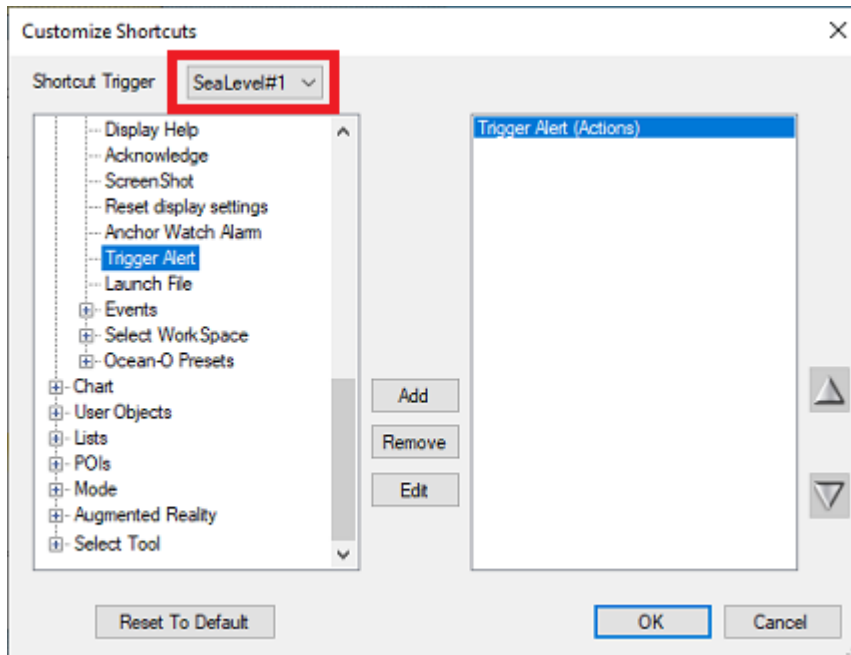 Customize Shortcuts
Shortcut Trigger SeaLevel#1
Display Help
Acknowledge
ScreenShot
Reset display settings
Anchor Watch Alarm
Trigger Alert
Launch File
Events
Select WorkSpace
Ocean-O Presets
Chart
User Objects
Lists
POIs
Mode
Augmented Reality
Select Tool
Add
Remove
Edit
Trigger Alert (Actions)
Reset To Default
OK
Cancel